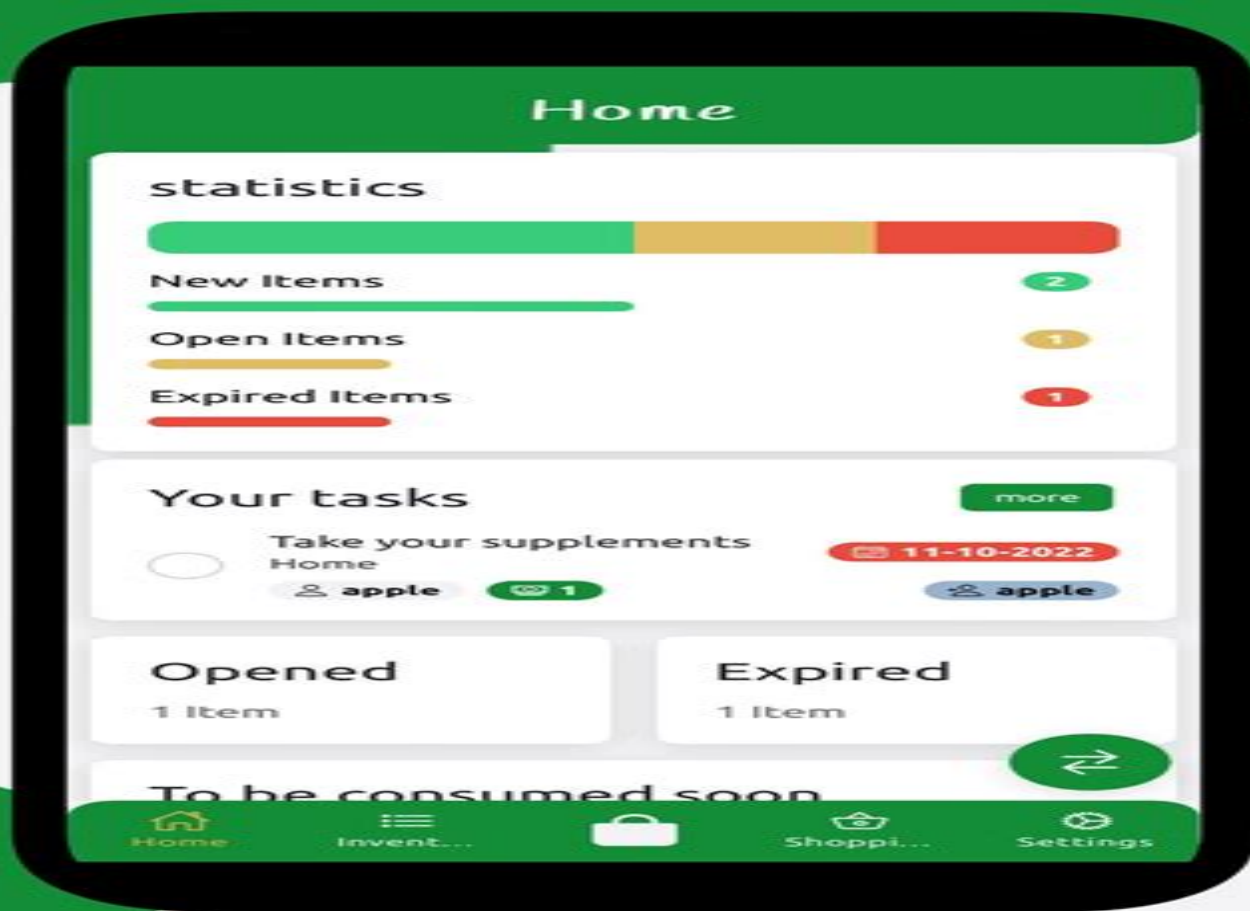 Home
statistics
New Items 2
Open Items 1
Expired Items 1
Your tasks more
Take your supplements 11-10-2022
Home
apple 1 apple
Opened Expired
1 Item 1 Item
To be consumed soon
Home Invent... Shoppi... Settings